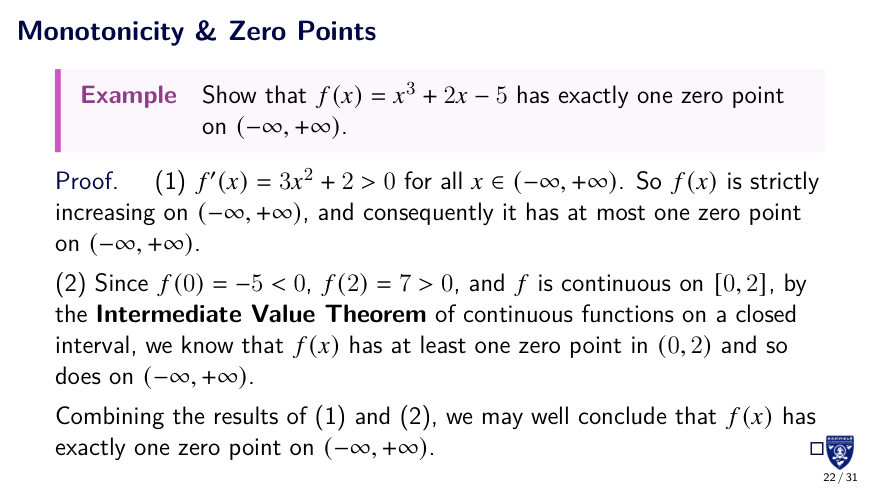 Monotonicity & Zero Points
Example Show that f(x) = x³ + 2x − 5 has exactly one zero point
on (−∞, +∞).
Proof. (1) f′(x) = 3x² + 2 > 0 for all x ∈ (−∞, +∞). So f(x) is strictly
increasing on (−∞, +∞), and consequently it has at most one zero point
on (−∞, +∞).
(2) Since f(0) = −5 < 0, f(2) = 7 > 0, and f is continuous on [0, 2], by
the Intermediate Value Theorem of continuous functions on a closed
interval, we know that f(x) has at least one zero point in (0, 2) and so
does on (−∞, +∞).
Combining the results of (1) and (2), we may well conclude that f(x) has
exactly one zero point on (−∞, +∞). □
22 / 31